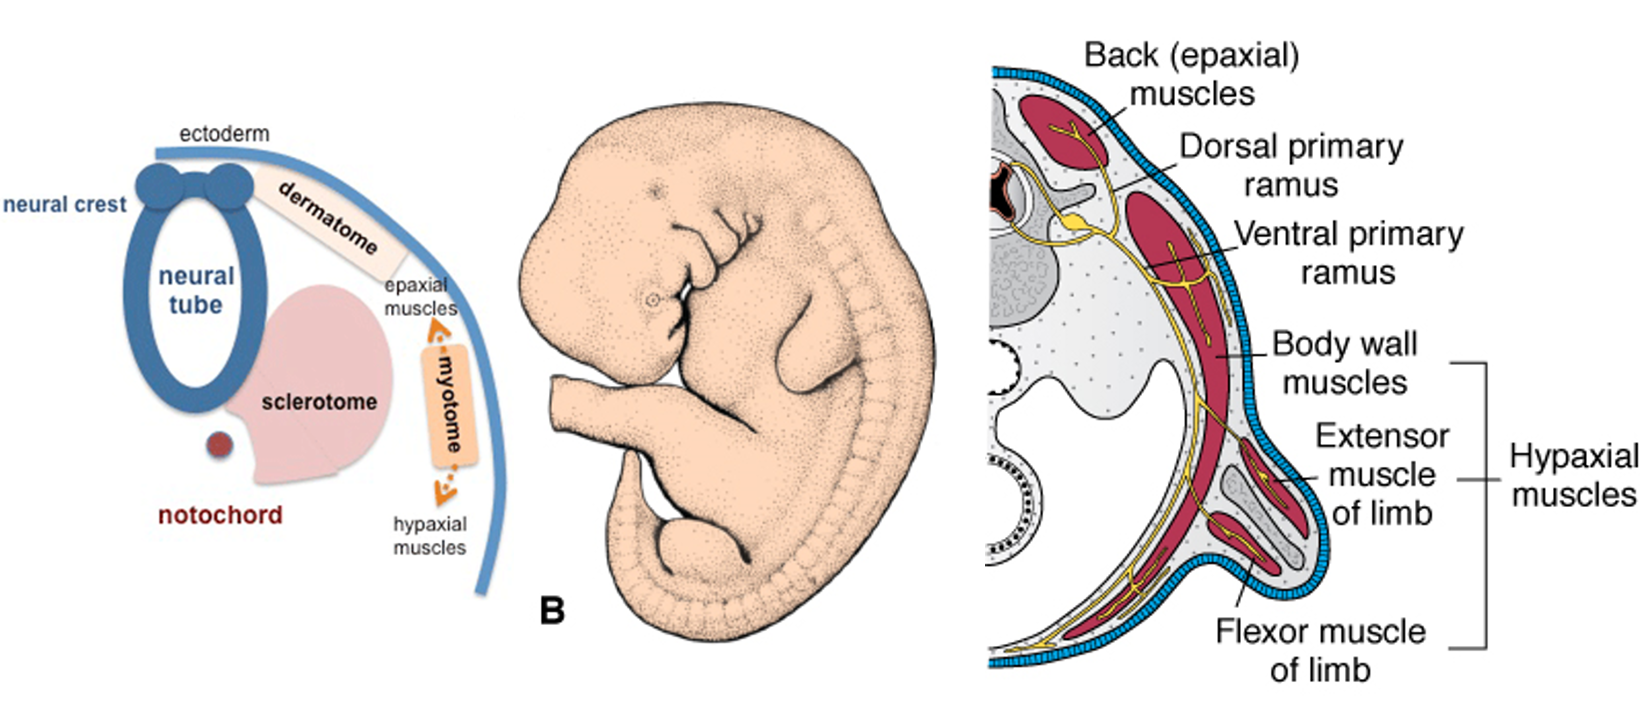 ectoderm
neural crest
dermatome
neural
tube
epaxial
muscles
myotome
sclerotome
notochord
hypaxial
muscles
B
Back (epaxial)
muscles
Dorsal primary
ramus
Ventral primary
ramus
Body wall
muscles
Extensor
muscle
of limb
Hypaxial
muscles
Flexor muscle
of limb